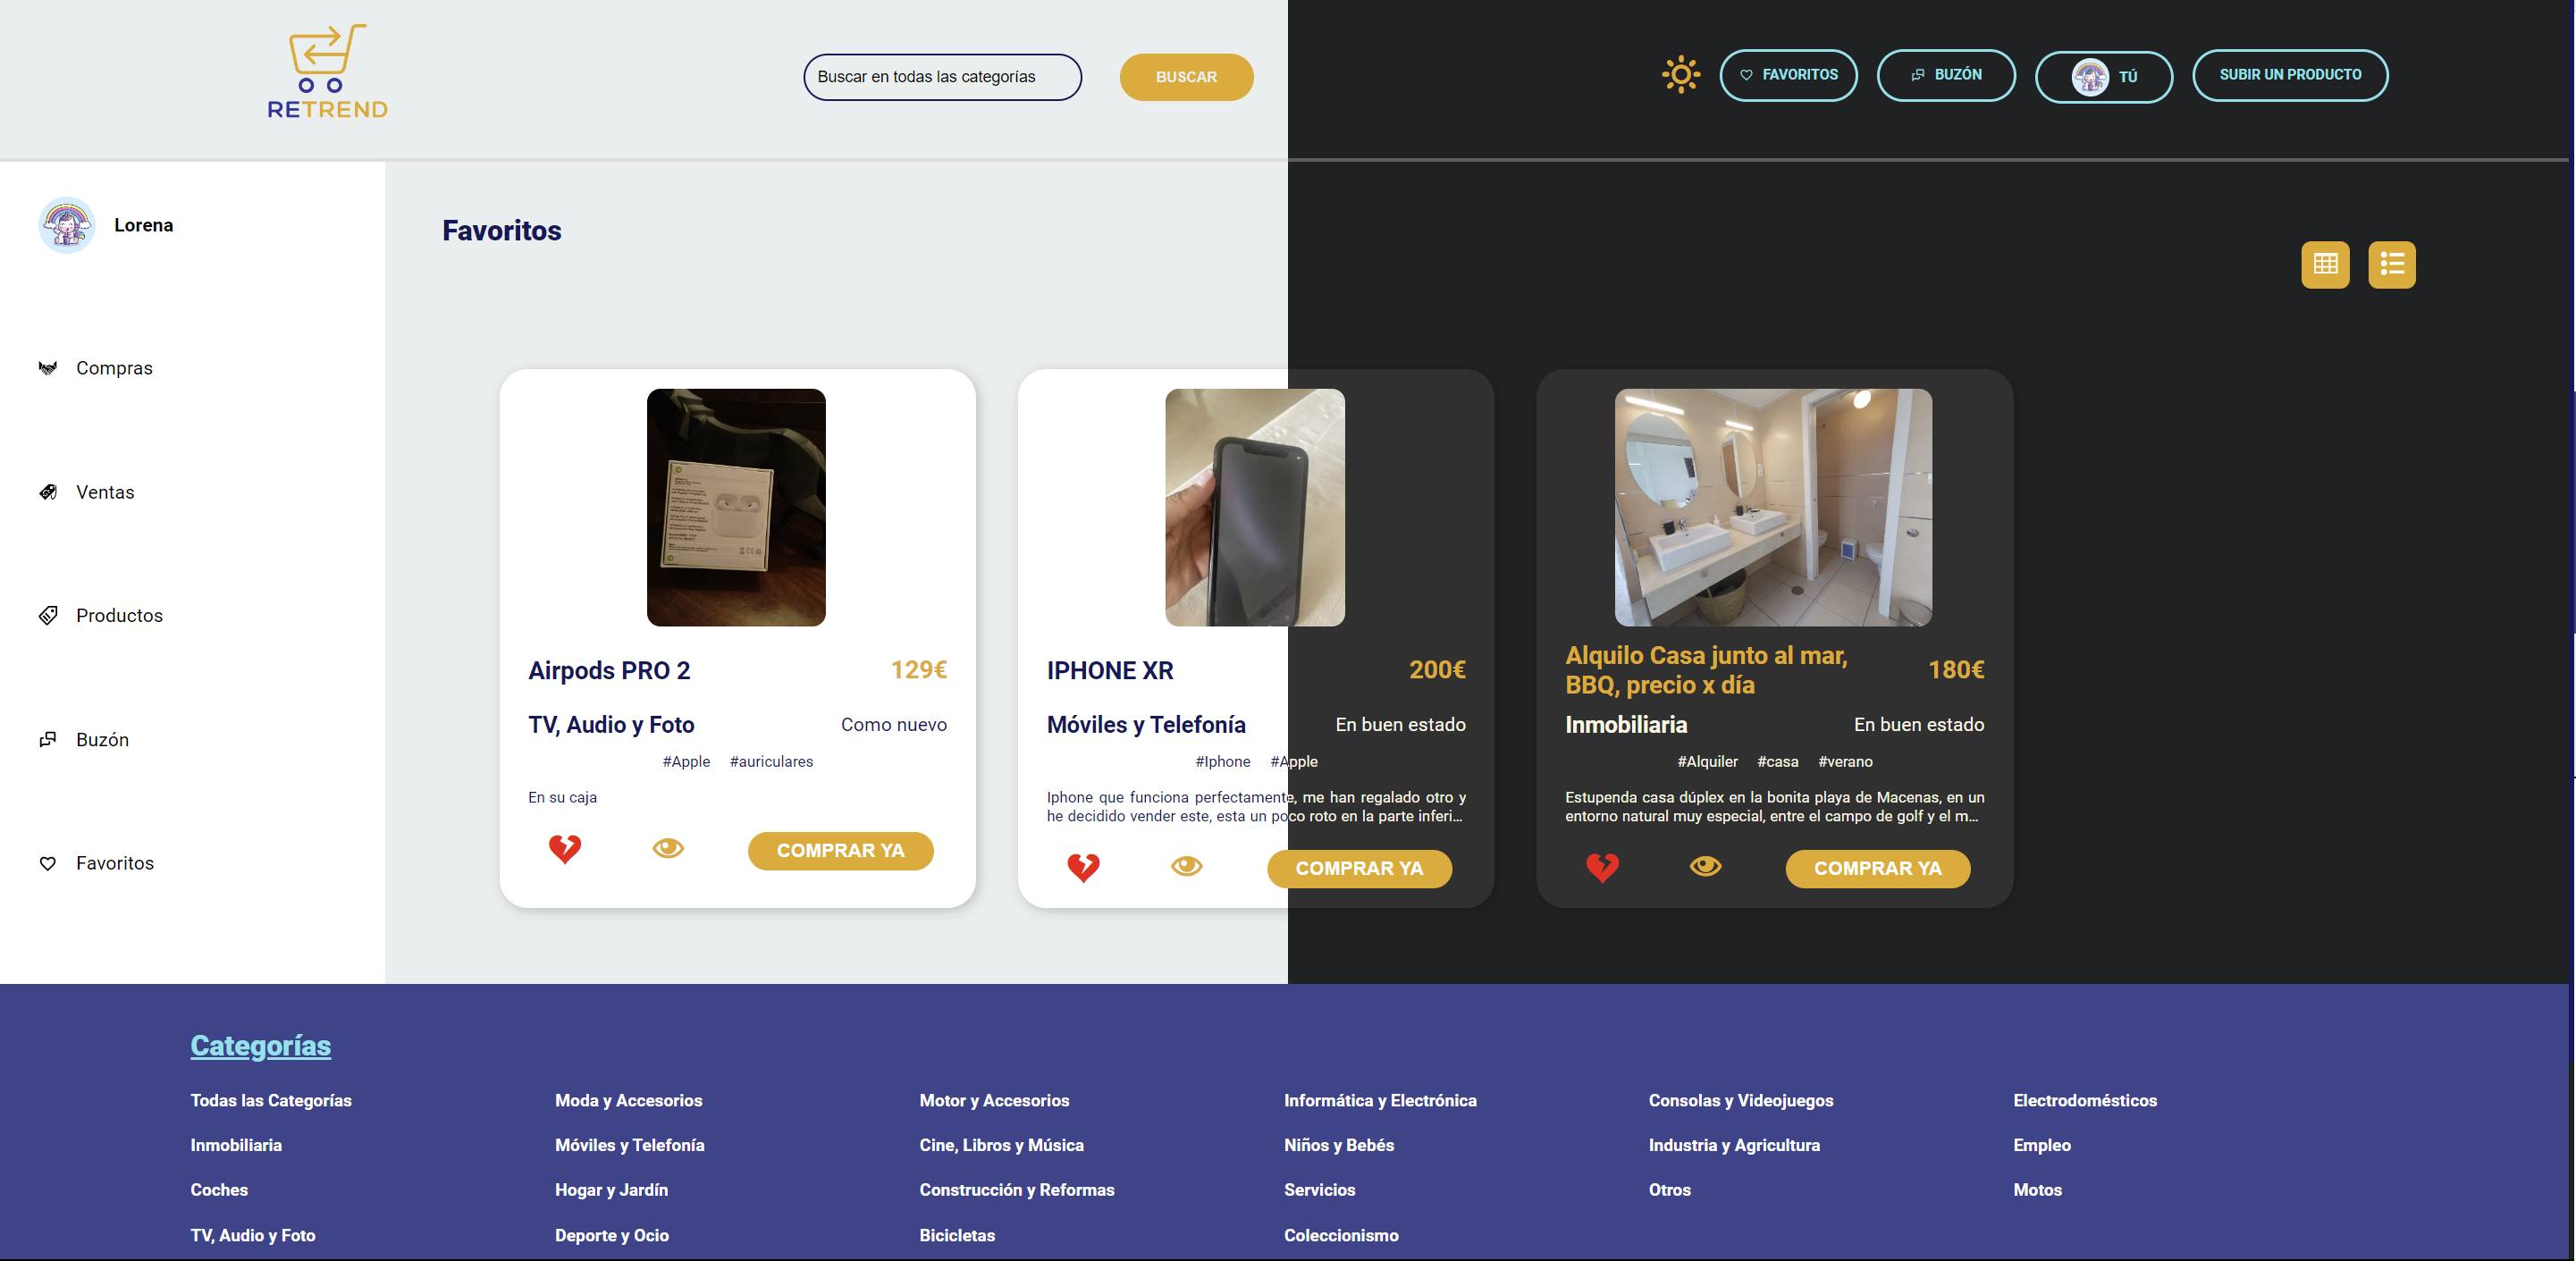 RETREND
Buscar en todas las categorías
BUSCAR
FAVORITOS
BUZÓN
TÚ
SUBIR UN PRODUCTO
Lorena
Compras
Ventas
Productos
Buzón
Favoritos
Favoritos
Airpods PRO 2
129€
TV, Audio y Foto
Como nuevo
#Apple #auriculares
En su caja
COMPRAR YA
IPHONE XR
200€
Móviles y Telefonía
En buen estado
#Iphone #Apple
Iphone que funciona perfectamente, me han regalado otro y
he decidido vender este, esta un poco roto en la parte inferi...
COMPRAR YA
Alquilo Casa junto al mar,
BBQ, precio x día
180€
Inmobiliaria
En buen estado
#Alquiler #casa #verano
Estupenda casa dúplex en la bonita playa de Macenas, en un
entorno natural muy especial, entre el campo de golf y el m...
COMPRAR YA
Categorías
Todas las Categorías
Moda y Accesorios
Motor y Accesorios
Informática y Electrónica
Consolas y Videojuegos
Electrodomésticos
Inmobiliaria
Móviles y Telefonía
Cine, Libros y Música
Niños y Bebés
Industria y Agricultura
Empleo
Coches
Hogar y Jardín
Construcción y Reformas
Servicios
Otros
Motos
TV, Audio y Foto
Deporte y Ocio
Bicicletas
Coleccionismo